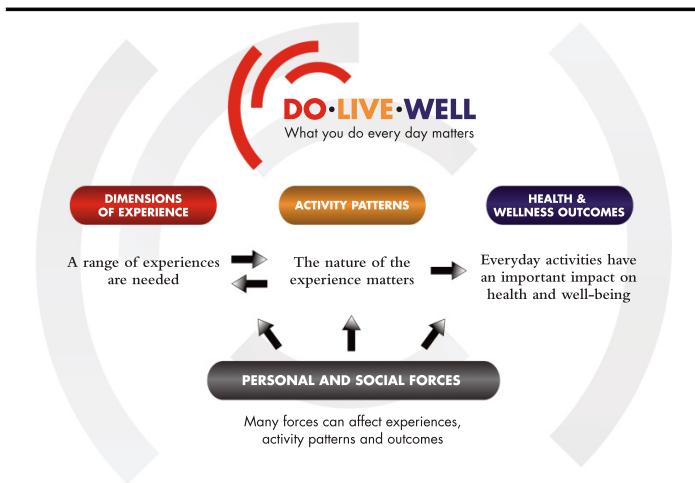 DO·LIVE·WELL
What you do every day matters
DIMENSIONS
OF EXPERIENCE
A range of experiences
are needed
ACTIVITY PATTERNS
The nature of the
experience matters
HEALTH &
WELLNESS OUTCOMES
Everyday activities have
an important impact on
health and well-being
PERSONAL AND SOCIAL FORCES
Many forces can affect experiences,
activity patterns and outcomes